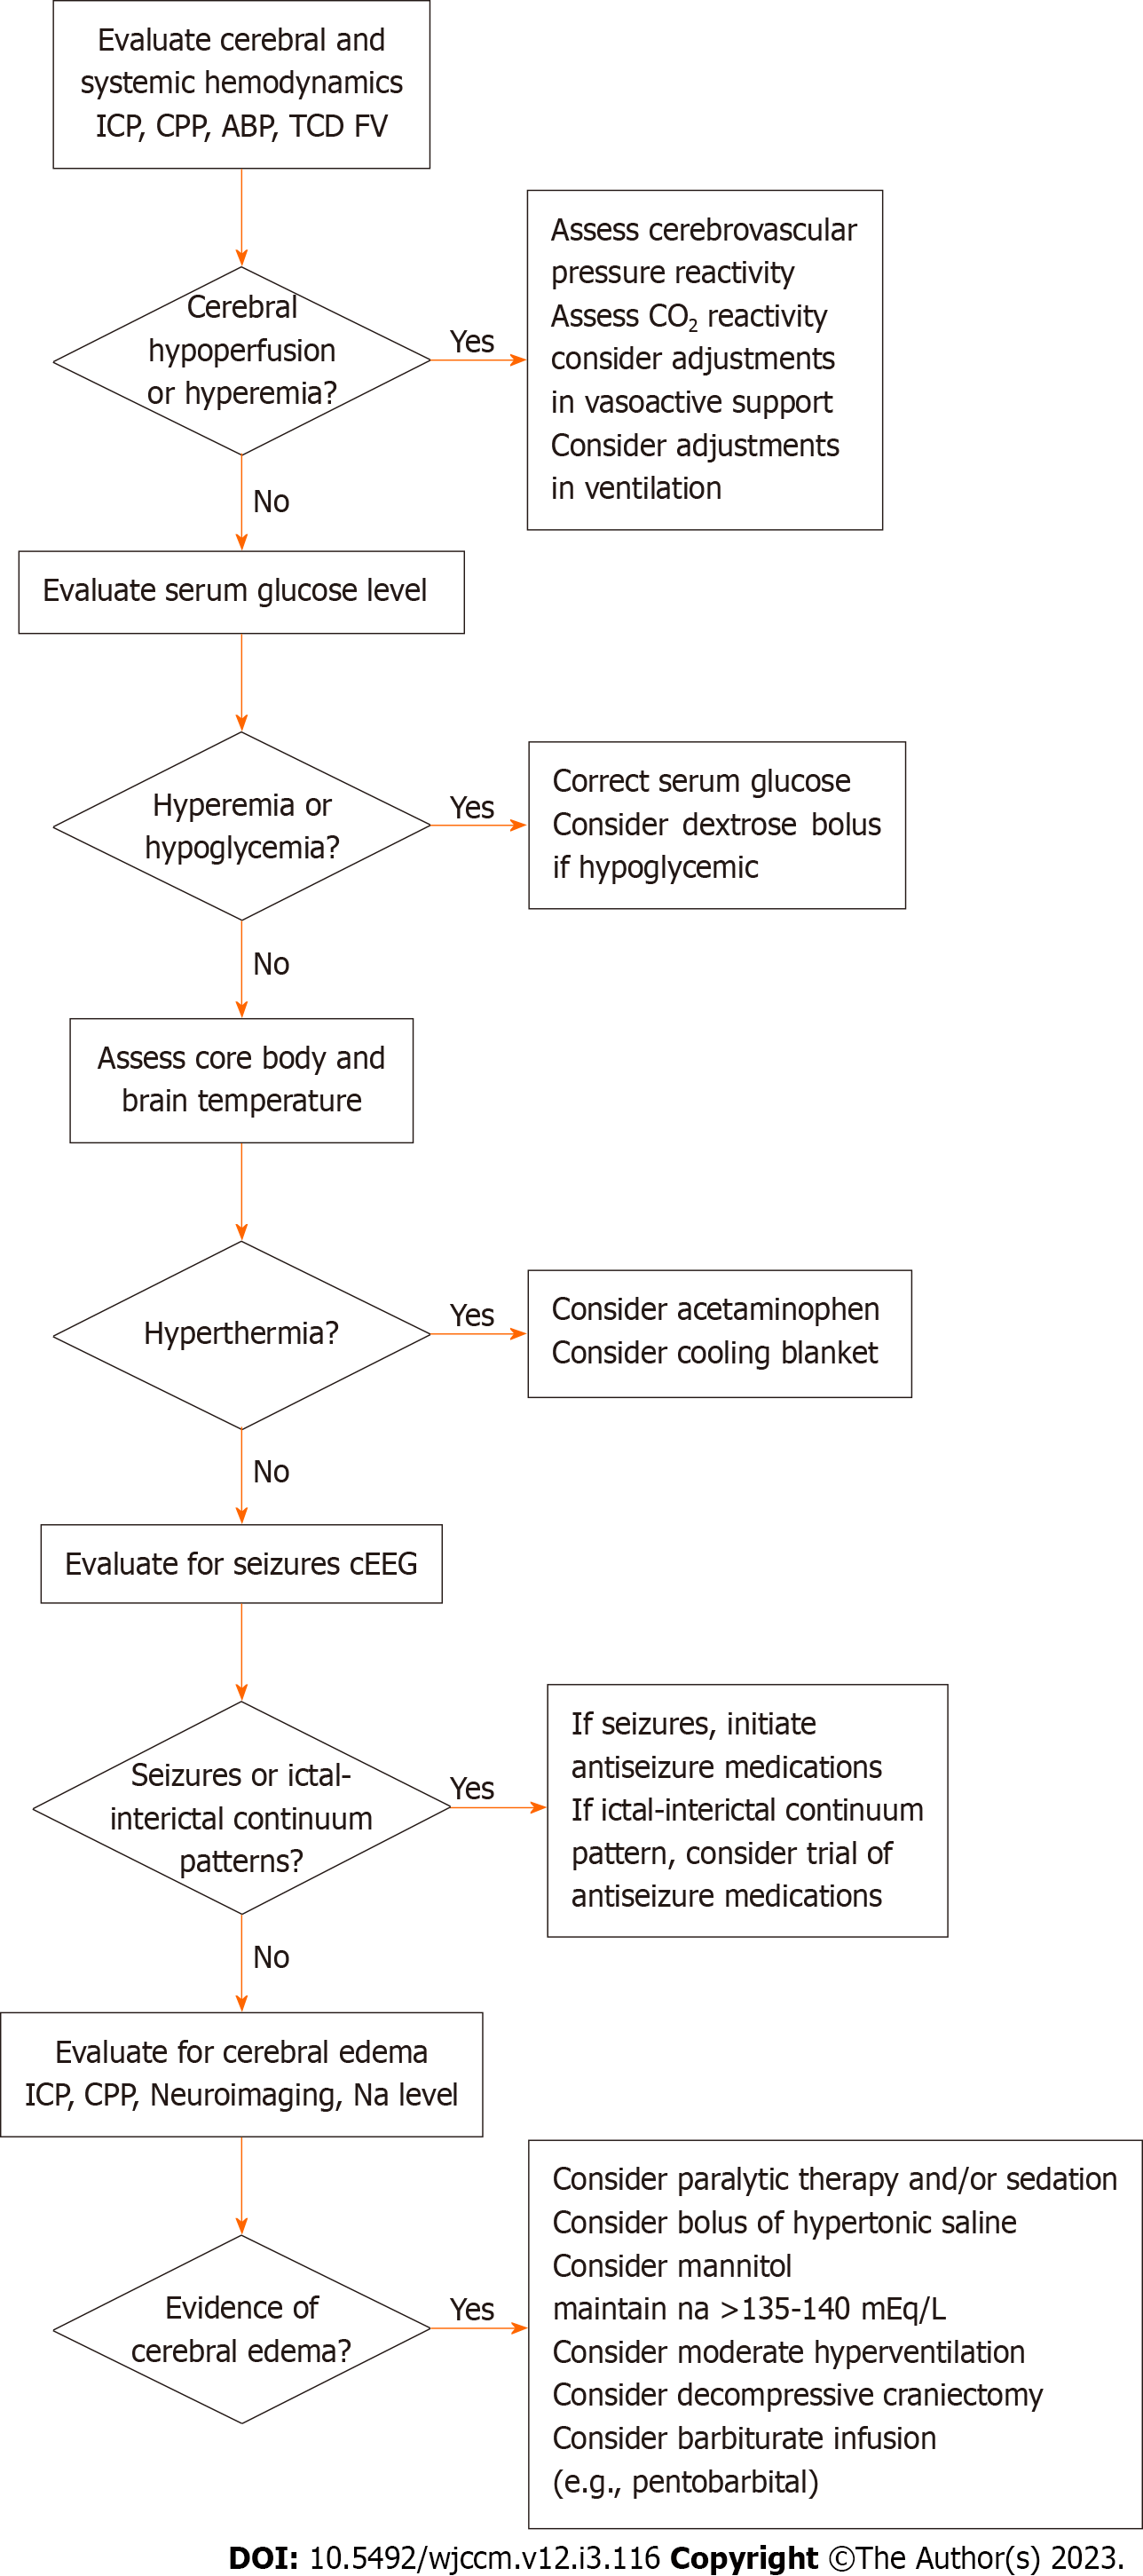 Evaluate cerebral and
systemic hemodynamics
ICP, CPP, ABP, TCD FV
Cerebral
hypoperfusion
or hyperemia?
Yes
Assess cerebrovascular
pressure reactivity
Assess CO₂ reactivity
consider adjustments
in vasoactive support
Consider adjustments
in ventilation
No
Evaluate serum glucose level
Hyperemia or
hypoglycemia?
Yes
Correct serum glucose
Consider dextrose bolus
if hypoglycemic
No
Assess core body and
brain temperature
Hyperthermia?
Yes
Consider acetaminophen
Consider cooling blanket
No
Evaluate for seizures cEEG
Seizures or ictal-
interictal continuum
patterns?
Yes
If seizures, initiate
antiseizure medications
If ictal-interictal continuum
pattern, consider trial of
antiseizure medications
No
Evaluate for cerebral edema
ICP, CPP, Neuroimaging, Na level
Evidence of
cerebral edema?
Yes
Consider paralytic therapy and/or sedation
Consider bolus of hypertonic saline
Consider mannitol
maintain na >135-140 mEq/L
Consider moderate hyperventilation
Consider decompressive craniectomy
Consider barbiturate infusion
(e.g., pentobarbital)
DOI: 10.5492/wjccm.v12.i3.116 Copyright ©The Author(s) 2023.